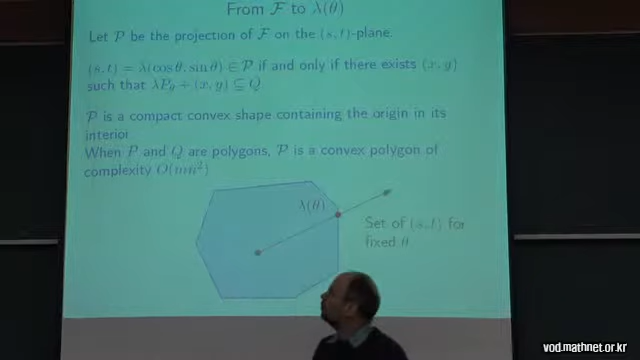 From F to λ(θ)
Let P be the projection of F on the (s,t)-plane.
(s,t) = λ(cosθ, sinθ) ∈ P if and only if there exists (x,y)
such that λP_θ + (x,y) ⊆ Q
P is a compact convex shape containing the origin in its
interior
When P and Q are polygons, P is a convex polygon of
complexity O(mn²)
λ(θ)
Set of (s,t) for
fixed θ
vod.mathnet.or.kr